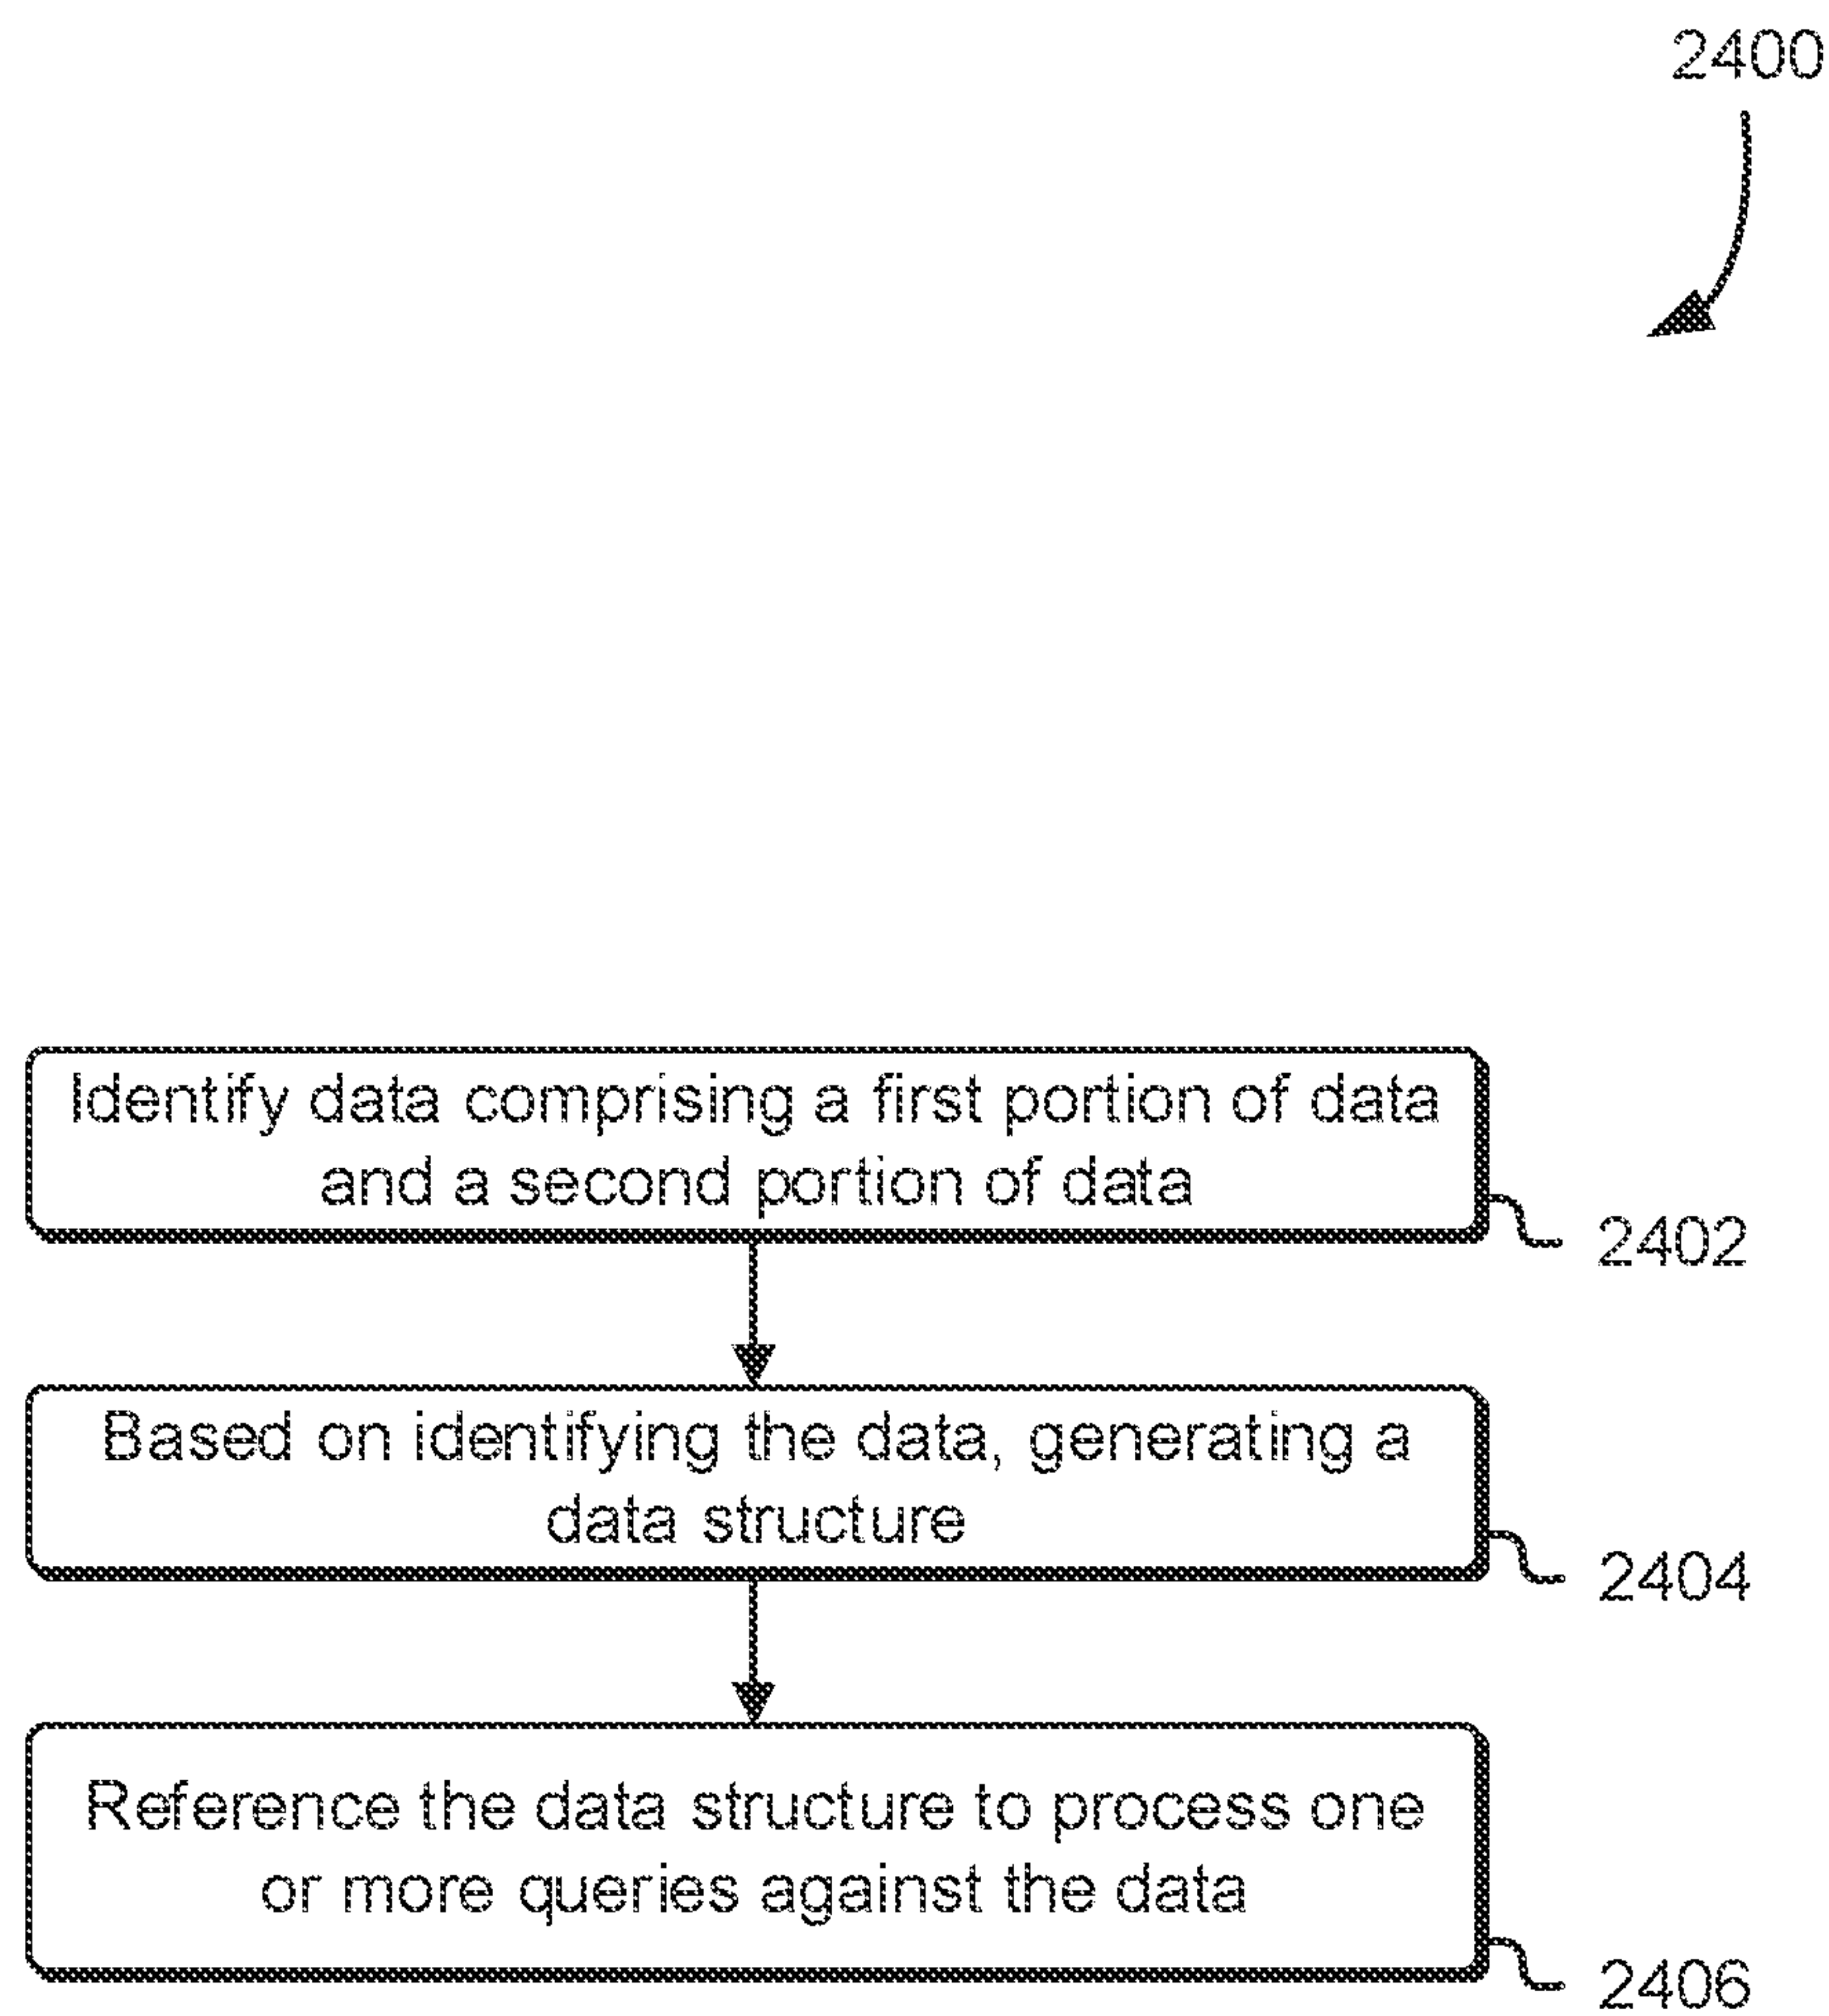 2400
Identify data comprising a first portion of data
and a second portion of data
2402
Based on identifying the data, generating a
data structure
2404
Reference the data structure to process one
or more queries against the data
2406